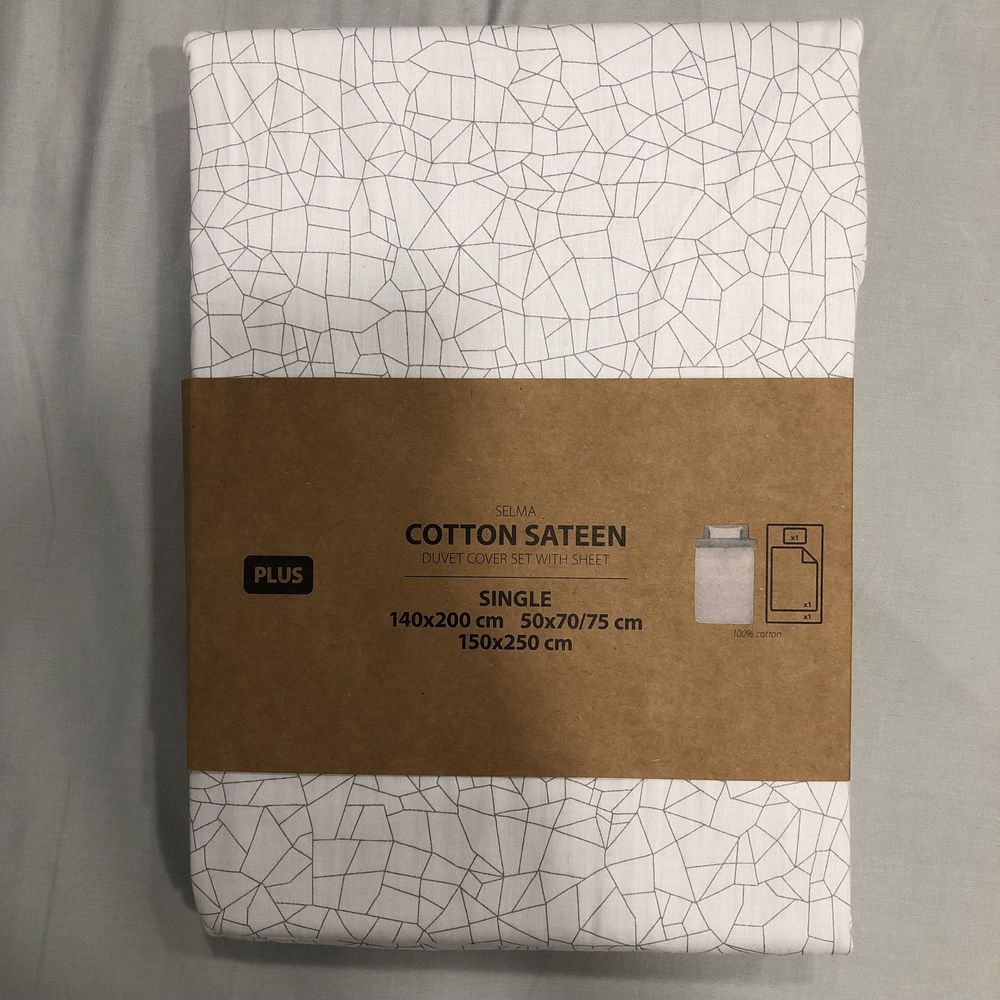 SELMA
COTTON SATEEN
DUVET COVER SET WITH SHEET
PLUS
SINGLE
140x200 cm 50x70/75 cm
150x250 cm
x1
x1
x1
100% cotton